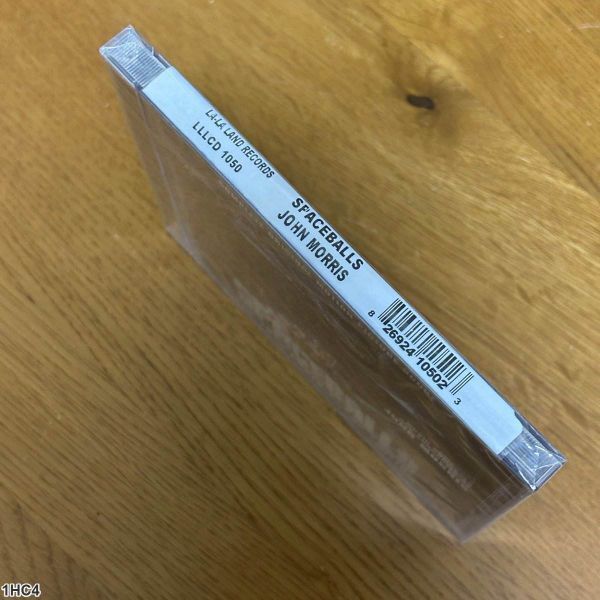 LA-LA LAND RECORDS
LLLCD 1050
SPACEBALLS
JOHN MORRIS
8 26924 10502 3
1HC4